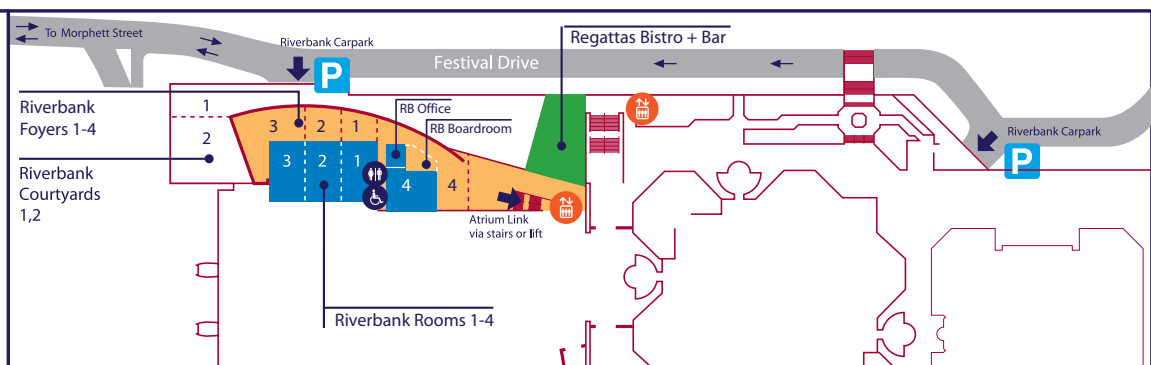 To Morphett Street
Riverbank Carpark
P
Festival Drive
Regattas Bistro + Bar
Riverbank Carpark
P
Riverbank
Foyers 1-4
Riverbank
Courtyards
1,2
1
2
3
2
1
RB Office
RB Boardroom
3
2
1
4
4
Atrium Link
via stairs or lift
Riverbank Rooms 1-4